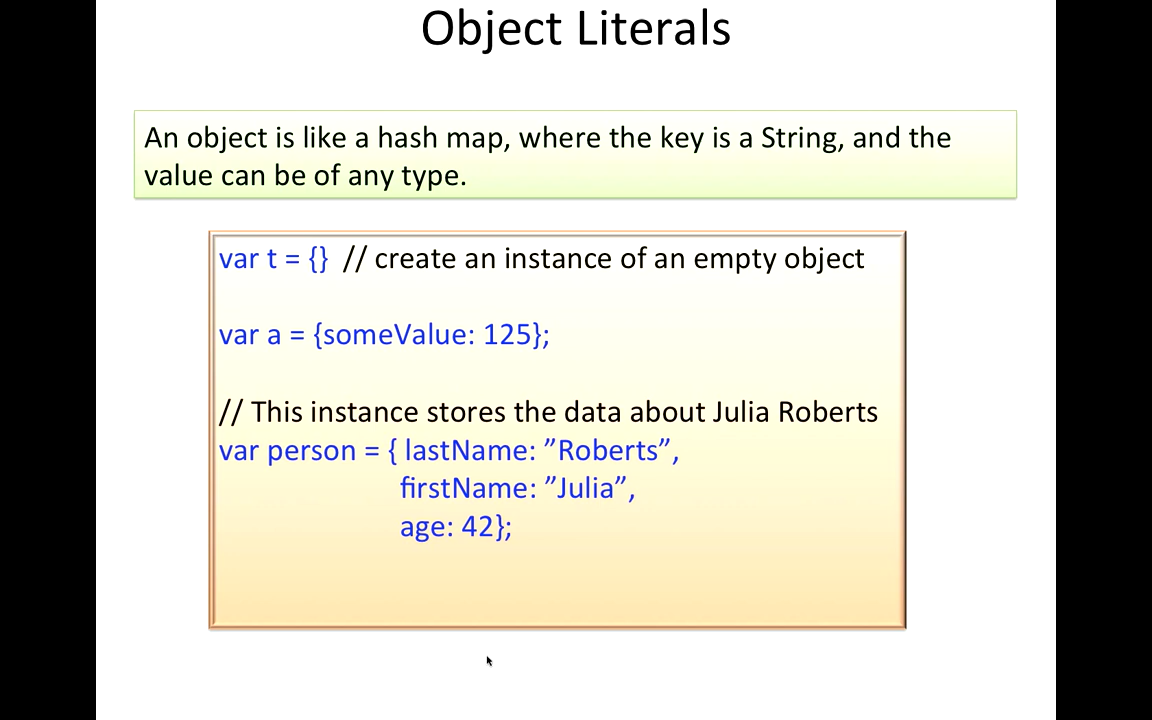 Object Literals
An object is like a hash map, where the key is a String, and the
value can be of any type.
var t = {}  // create an instance of an empty object
var a = {someValue: 125};
// This instance stores the data about Julia Roberts
var person = { lastName: ”Roberts”,
firstName: ”Julia”,
age: 42};